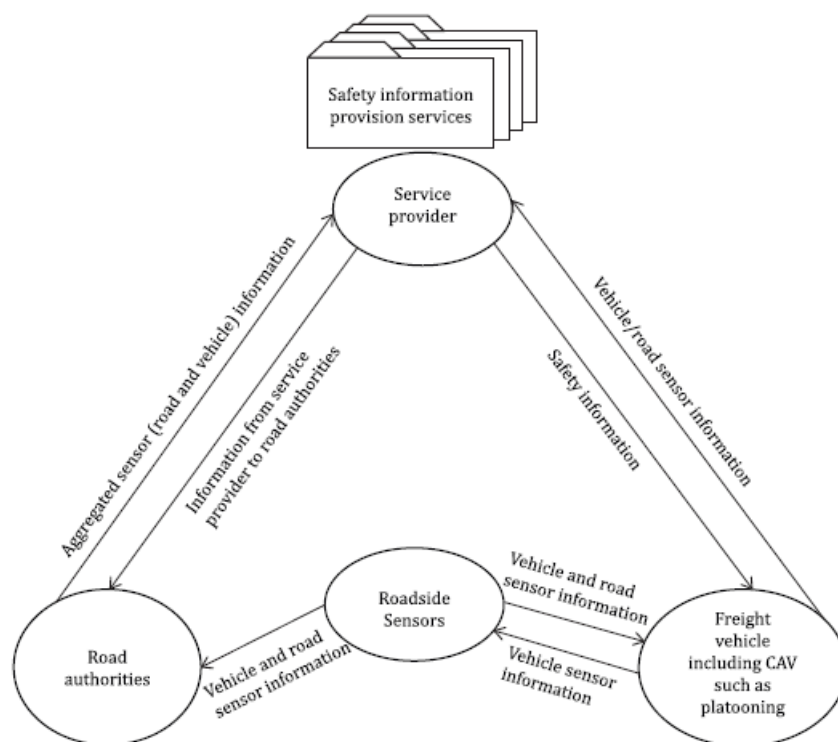 Safety information
provision services
Service
provider
Aggregated sensor (road and vehicle) information
Information from service
provider to road authorities
Safety information
Vehicle/road sensor information
Roadside
Sensors
Vehicle and road
sensor information
Vehicle sensor
information
Vehicle and road
sensor information
Road
authorities
Freight
vehicle
including CAV
such as
platooning